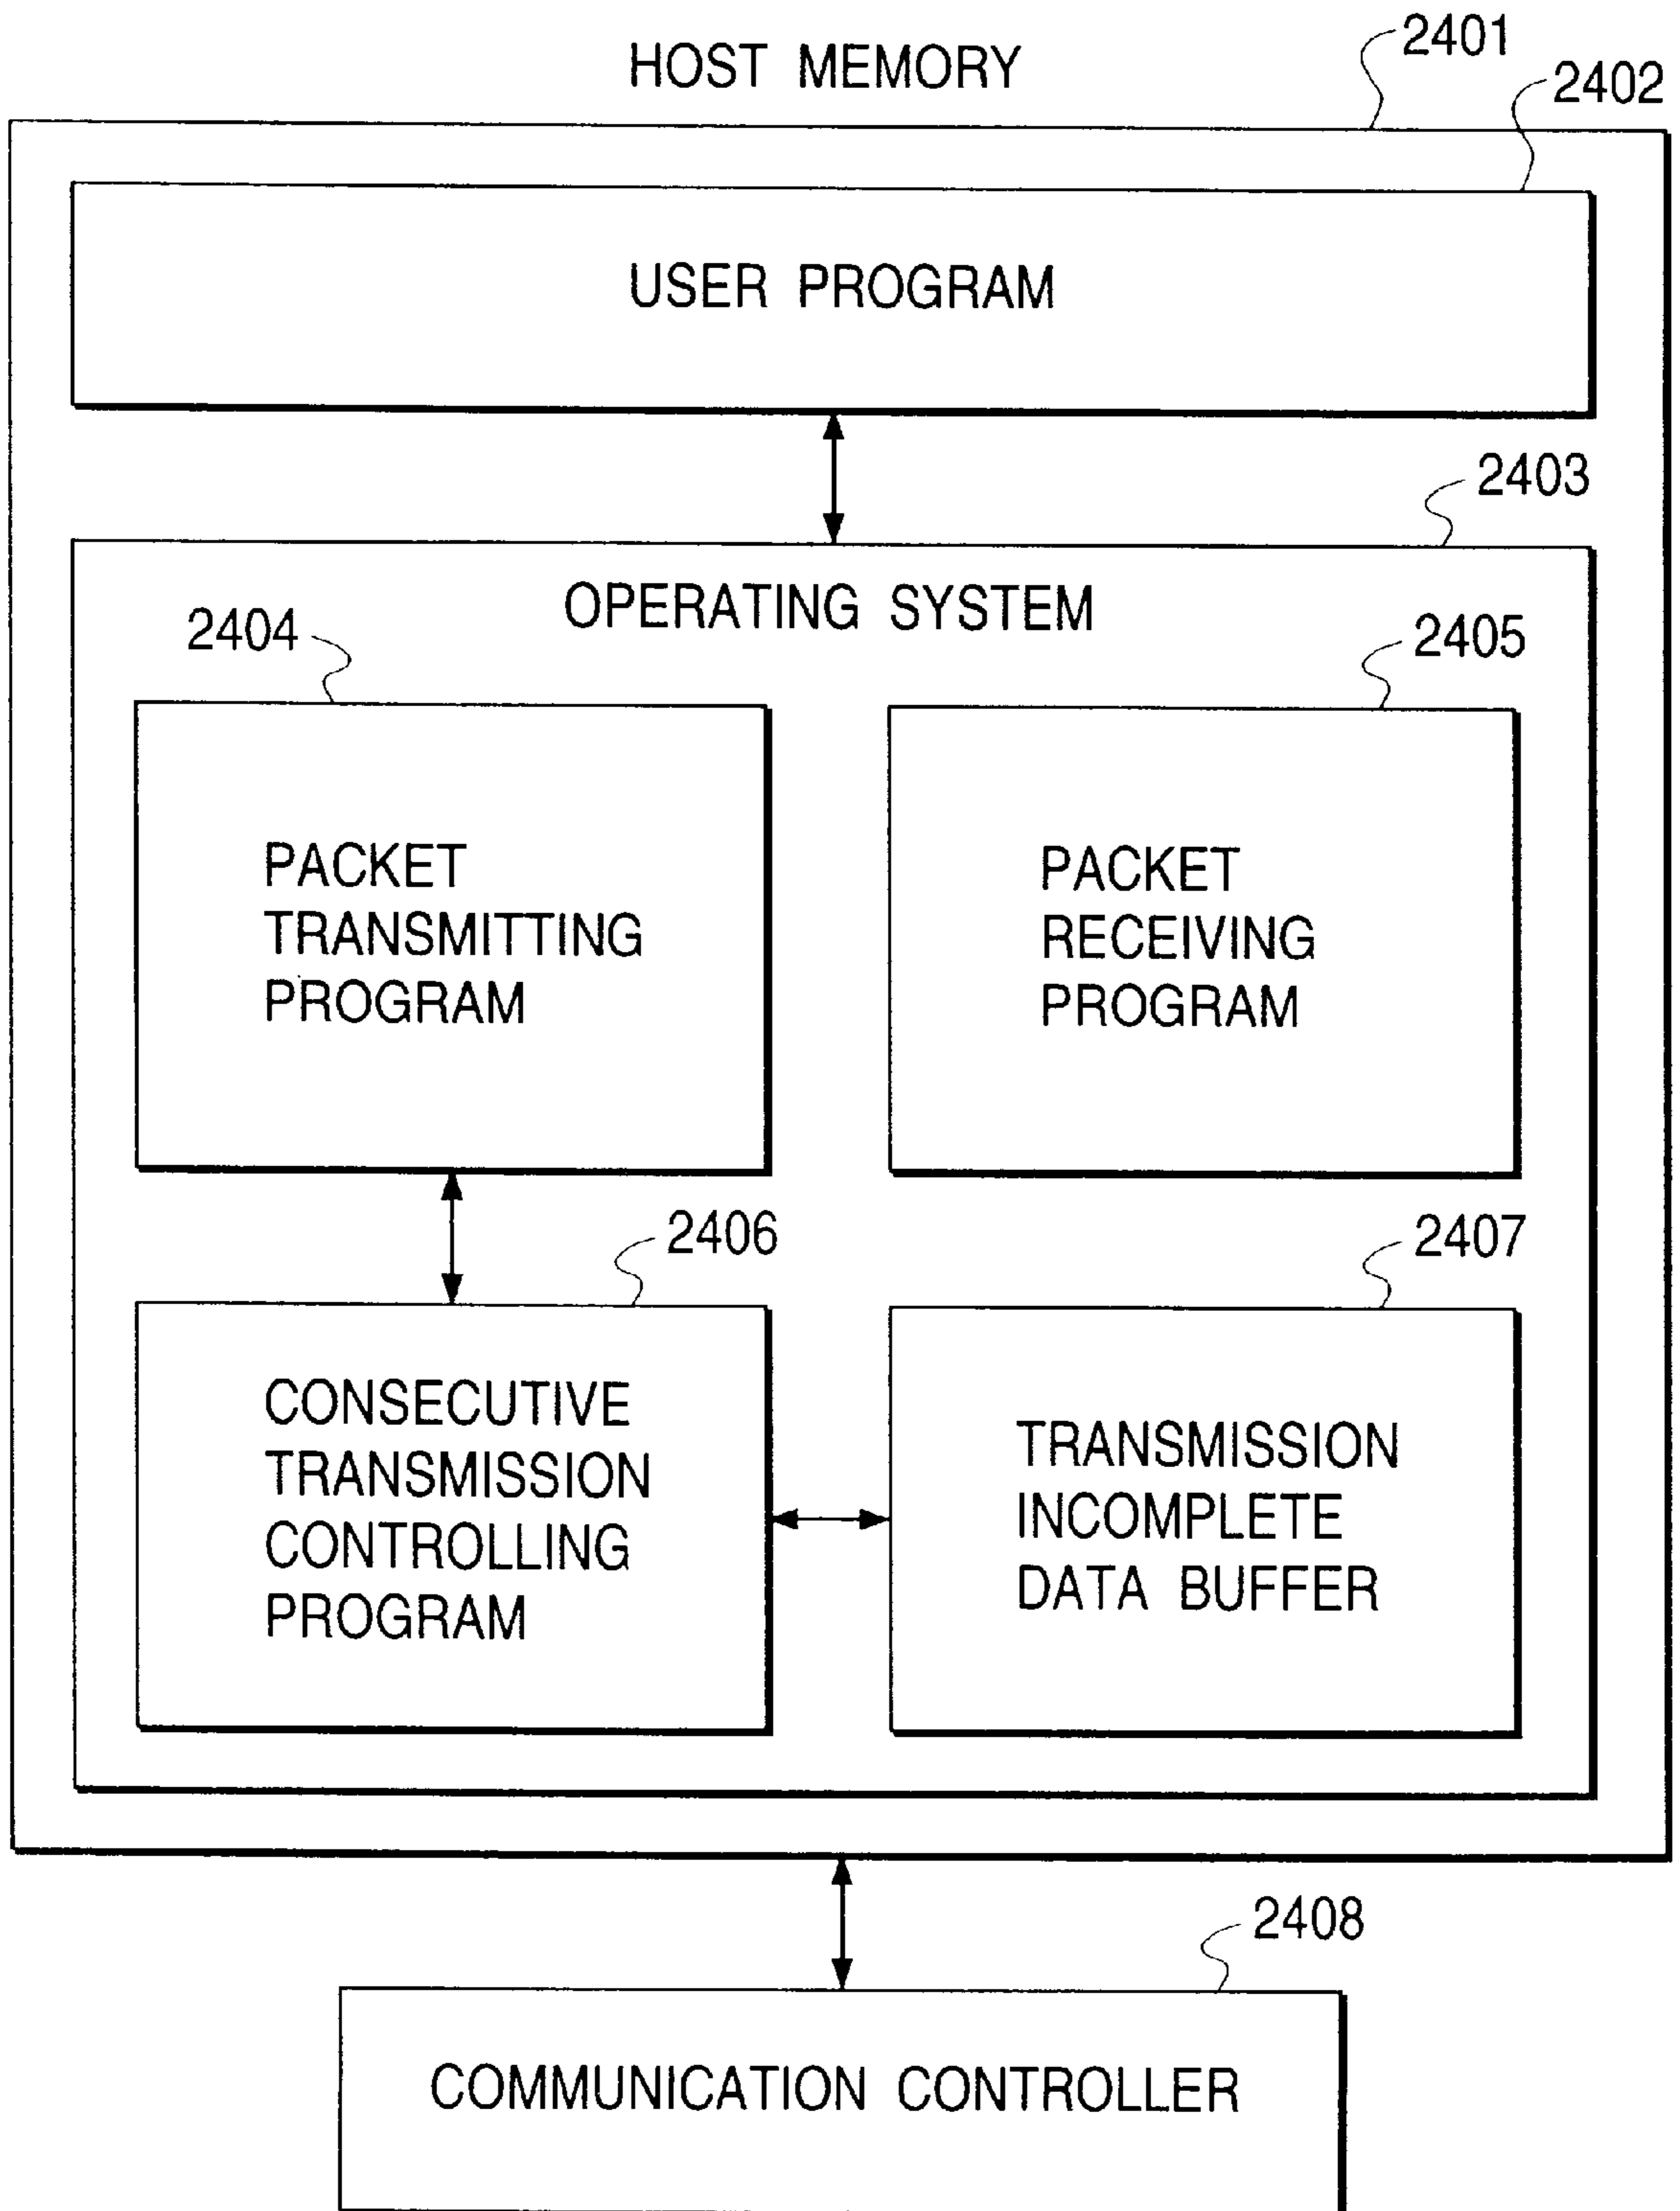 HOST MEMORY
2401
2402
USER PROGRAM
2403
OPERATING SYSTEM
2404
2405
PACKET
TRANSMITTING
PROGRAM
PACKET
RECEIVING
PROGRAM
2406
2407
CONSECUTIVE
TRANSMISSION
CONTROLLING
PROGRAM
TRANSMISSION
INCOMPLETE
DATA BUFFER
2408
COMMUNICATION CONTROLLER